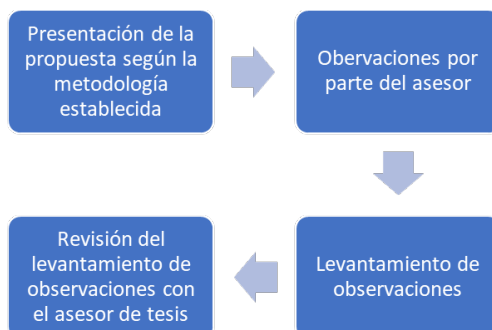 Presentación de la
propuesta según la
metodología
establecida
Obervaciones por
parte del asesor
Levantamiento de
observaciones
Revisión del
levantamiento de
observaciones con
el asesor de tesis